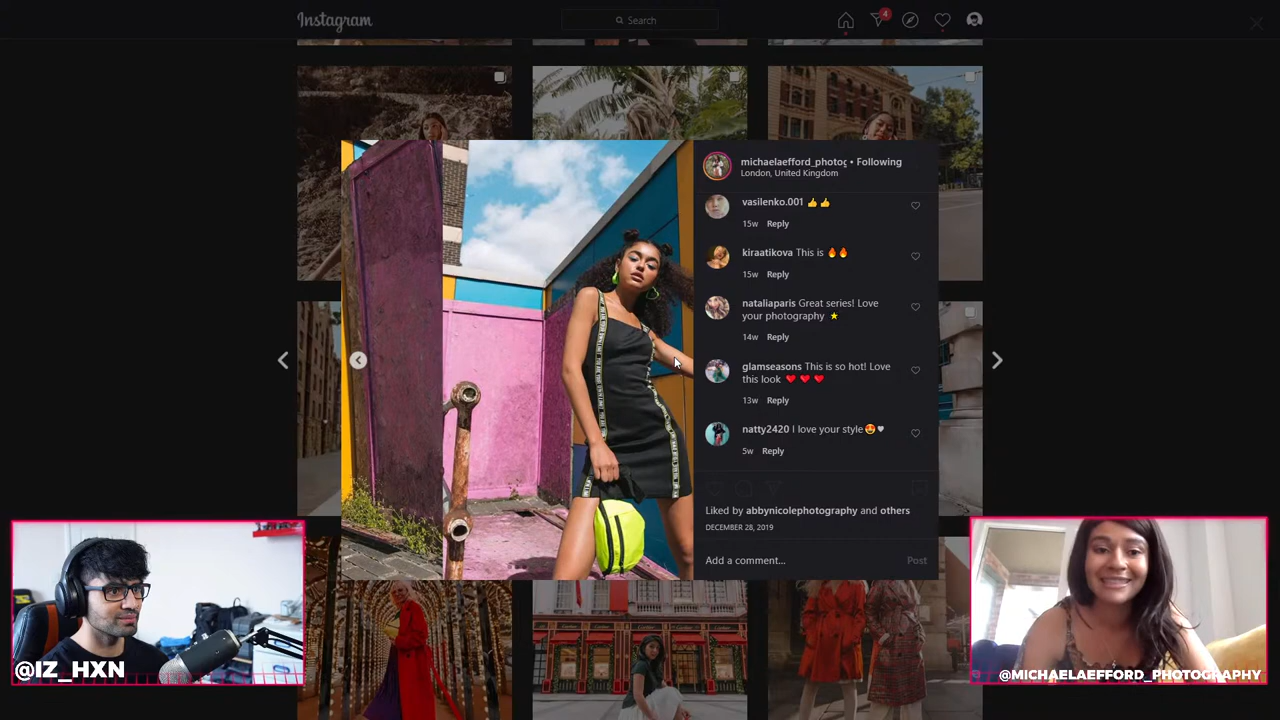 Instagram
Search
4
michaelaefford_photog • Following
London, United Kingdom
vasilenko.001 👍👍
15w Reply
kiraatikova This is 🔥🔥
15w Reply
nataliaparis Great series! Love
your photography ⭐
14w Reply
glamseasons This is so hot! Love
this look ❤️ ❤️ ❤️
13w Reply
natty2420 I love your style😍🤍
5w Reply
Liked by abbynicolephotography and others
DECEMBER 28, 2019
Add a comment... Post
@IZ_HXN
@MICHAELAEFFORD_PHOTOGRAPHY